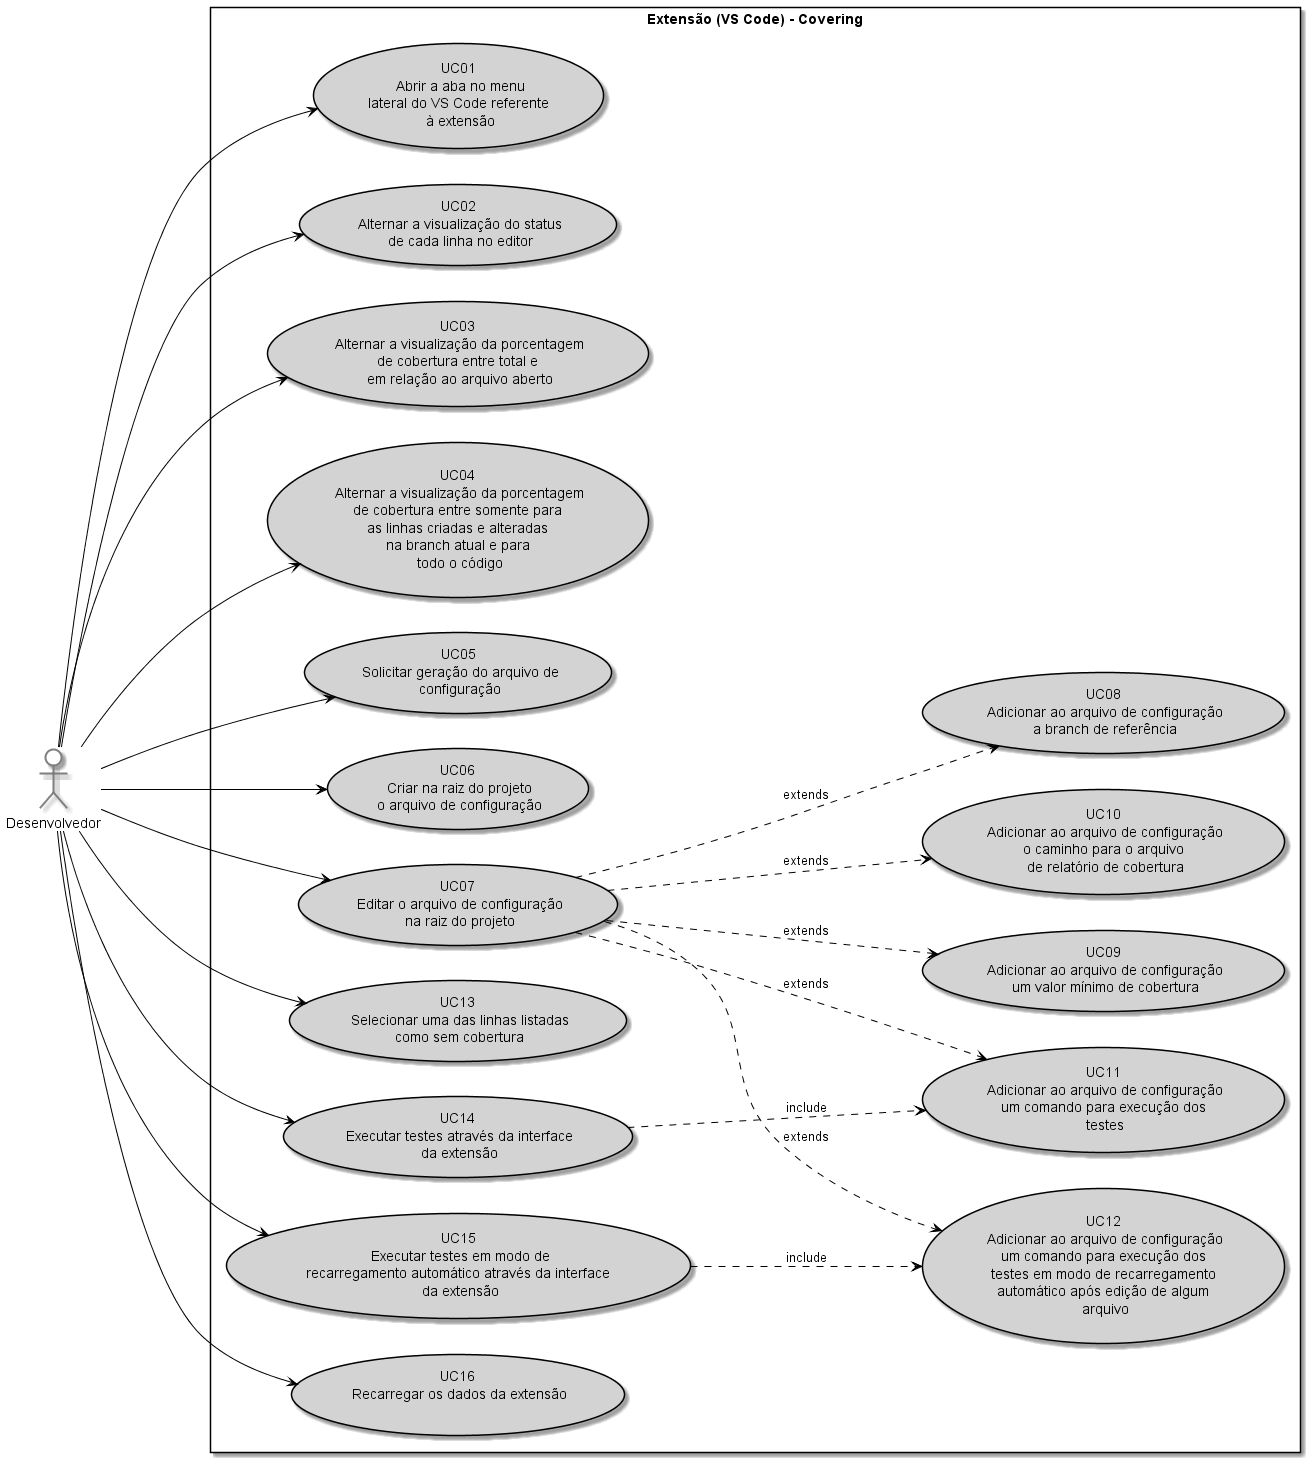 Extensão (VS Code) - Covering
UC01
Abrir a aba no menu
lateral do VS Code referente
à extensão
UC02
Alternar a visualização do status
de cada linha no editor
UC03
Alternar a visualização da porcentagem
de cobertura entre total e
em relação ao arquivo aberto
UC04
Alternar a visualização da porcentagem
de cobertura entre somente para
as linhas criadas e alteradas
na branch atual e para
todo o código
UC05
Solicitar geração do arquivo de
configuração
UC06
Criar na raiz do projeto
o arquivo de configuração
Desenvolvedor
UC07
Editar o arquivo de configuração
na raiz do projeto
UC13
Selecionar uma das linhas listadas
como sem cobertura
UC14
Executar testes através da interface
da extensão
UC15
Executar testes em modo de
recarregamento automático através da interface
da extensão
UC16
Recarregar os dados da extensão
extends
extends
extends
extends
include
extends
include
UC08
Adicionar ao arquivo de configuração
a branch de referência
UC10
Adicionar ao arquivo de configuração
o caminho para o arquivo
de relatório de cobertura
UC09
Adicionar ao arquivo de configuração
um valor mínimo de cobertura
UC11
Adicionar ao arquivo de configuração
um comando para execução dos
testes
UC12
Adicionar ao arquivo de configuração
um comando para execução dos
testes em modo de recarregamento
automático após edição de algum
arquivo